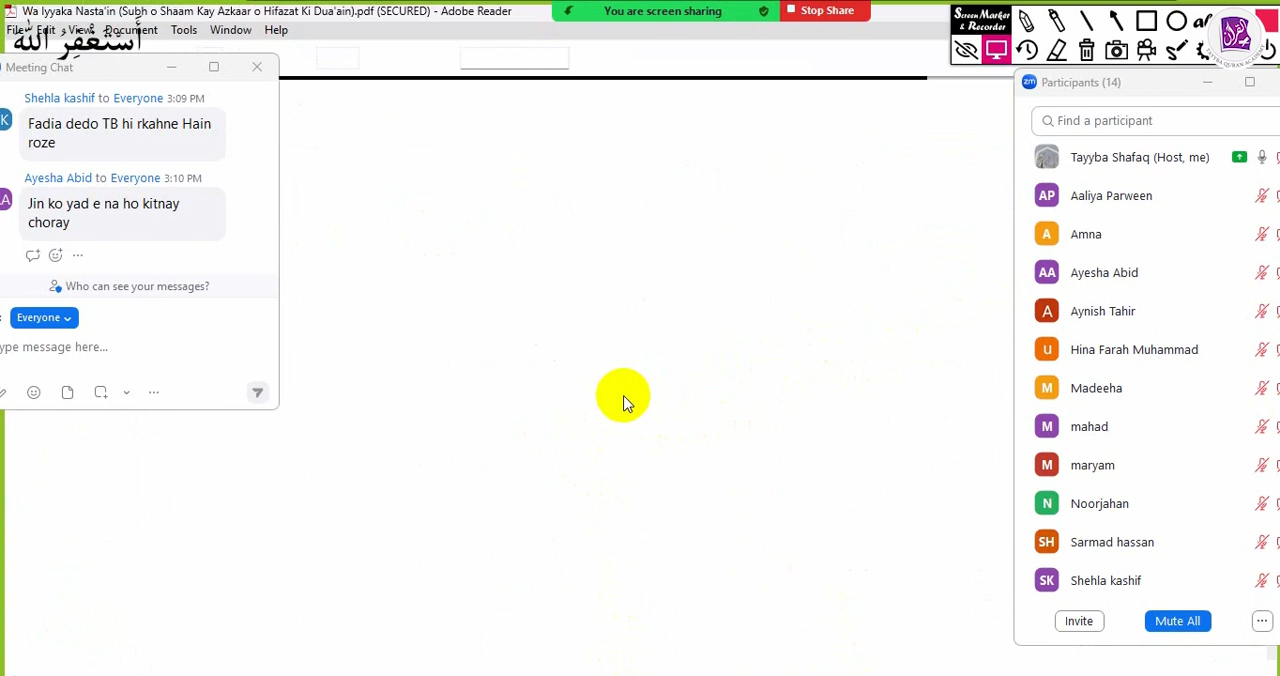 Wa Iyyaka Nasta'in (Subh o Shaam Kay Azkaar o Hifazat Ki Dua'ain).pdf (SECURED) - Adobe Reader
You are screen sharing
Stop Share
File Edit View Document Tools Window Help
أَسْتَغْفِرُ اللّٰهَ
Screen Marker
& Recorder
Meeting Chat
Shehla kashif to Everyone 3:09 PM
Fadia dedo TB hi rkahne Hain
roze
Ayesha Abid to Everyone 3:10 PM
Jin ko yad e na ho kitnay
choray
Who can see your messages?
Everyone
ype message here...
Participants (14)
Find a participant
Tayyba Shafaq (Host, me)
AP Aaliya Parween
A Amna
AA Ayesha Abid
A Aynish Tahir
U Hina Farah Muhammad
M Madeeha
M mahad
M maryam
N Noorjahan
SH Sarmad hassan
SK Shehla kashif
Invite
Mute All